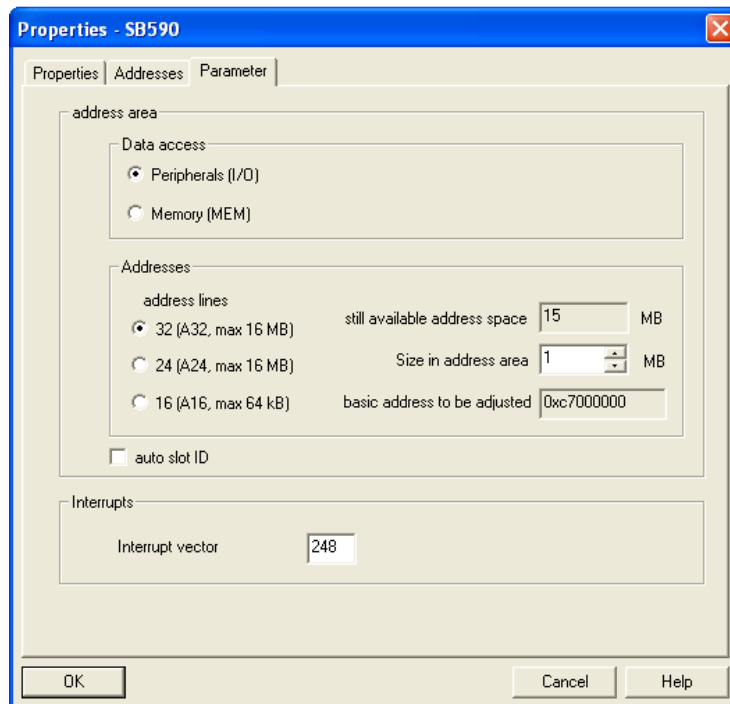 Properties - SB590
Properties Addresses Parameter
address area
Data access
Peripherals (I/O)
Memory (MEM)
Addresses
address lines
32 (A32, max 16 MB)
24 (A24, max 16 MB)
16 (A16, max 64 kB)
still available address space 15 MB
Size in address area 1 MB
basic address to be adjusted 0xc7000000
auto slot ID
Interrupts
Interrupt vector 248
OK Cancel Help